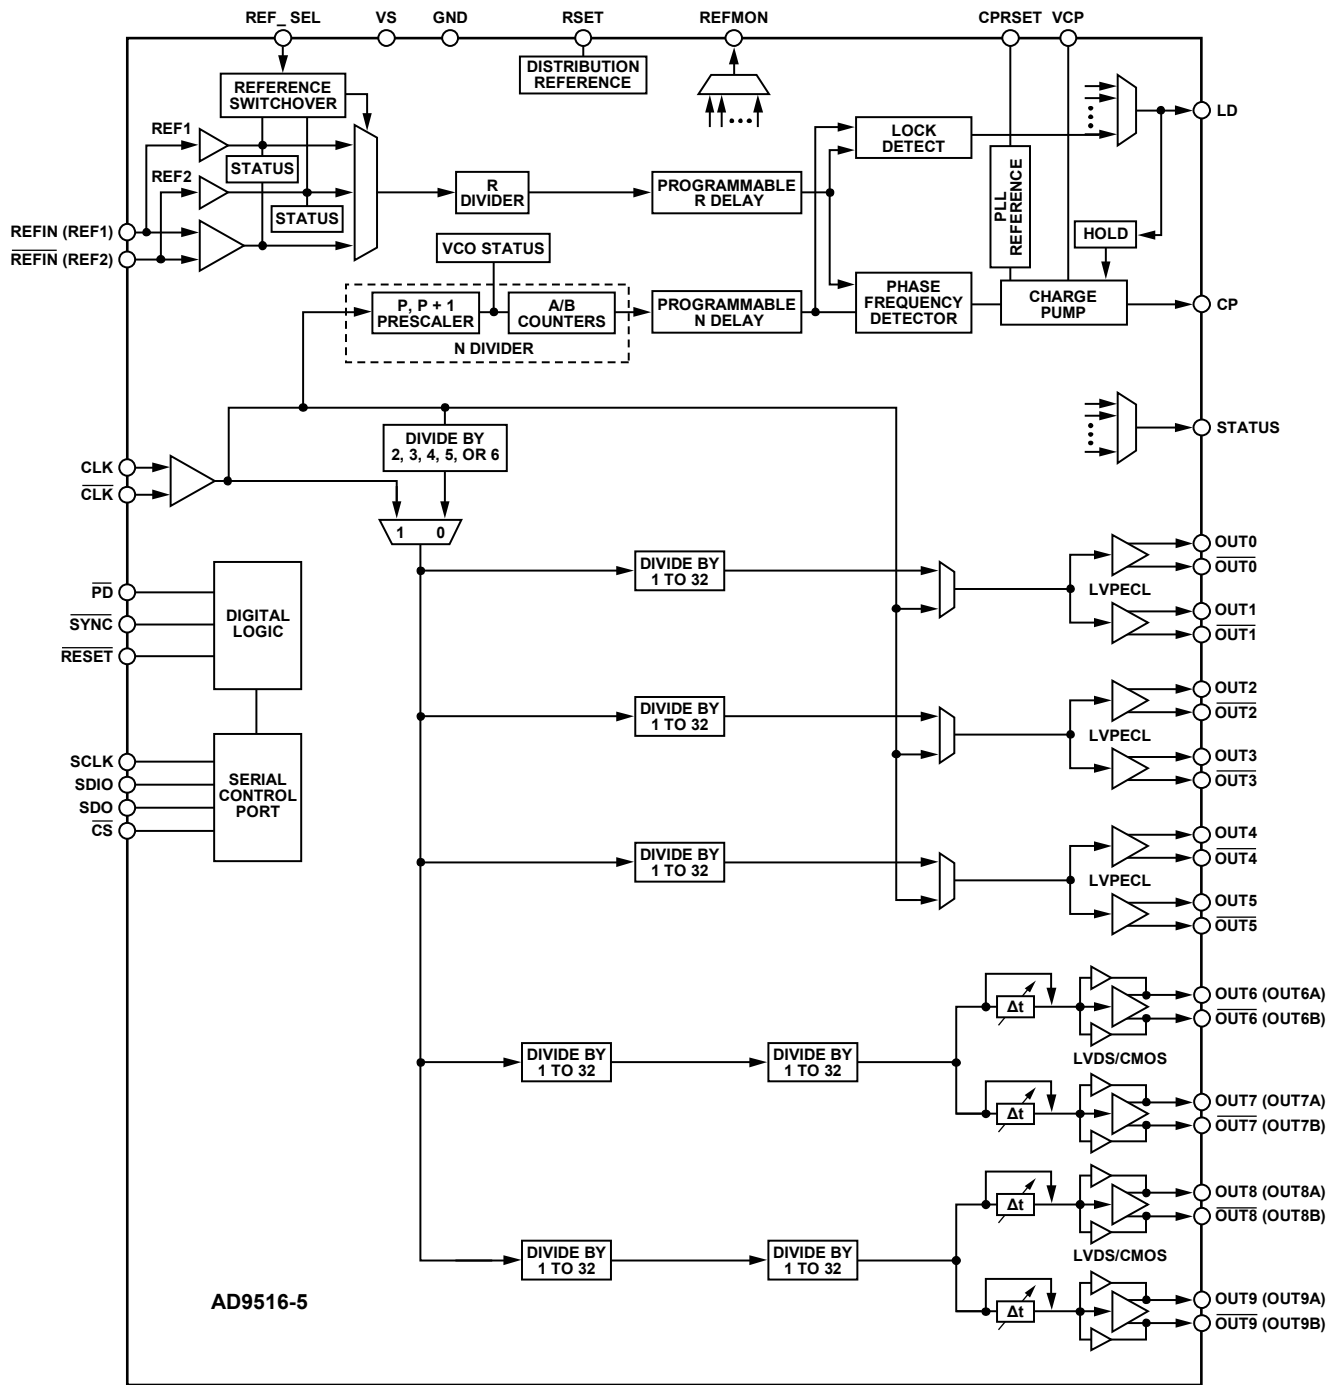 REF_ SEL VS GND RSET REFMON CPRSET VCP
REFERENCE
SWITCHOVER
DISTRIBUTION
REFERENCE
LD
REF1
STATUS
REF2
STATUS
REFIN (REF1)
REFIN (REF2)
R
DIVIDER
PROGRAMMABLE
R DELAY
LOCK
DETECT
PLL
REFERENCE
HOLD
VCO STATUS
P, P + 1
PRESCALER
A/B
COUNTERS
N DIVIDER
PROGRAMMABLE
N DELAY
PHASE
FREQUENCY
DETECTOR
CHARGE
PUMP
CP
STATUS
DIVIDE BY
2, 3, 4, 5, OR 6
CLK
CLK
1 0
PD
SYNC
RESET
DIGITAL
LOGIC
SCLK
SDIO
SDO
CS
SERIAL
CONTROL
PORT
DIVIDE BY
1 TO 32
LVPECL
OUT0
OUT0
OUT1
OUT1
DIVIDE BY
1 TO 32
LVPECL
OUT2
OUT2
OUT3
OUT3
DIVIDE BY
1 TO 32
LVPECL
OUT4
OUT4
OUT5
OUT5
DIVIDE BY
1 TO 32
DIVIDE BY
1 TO 32
Δt
Δt
LVDS/CMOS
OUT6 (OUT6A)
OUT6 (OUT6B)
OUT7 (OUT7A)
OUT7 (OUT7B)
DIVIDE BY
1 TO 32
DIVIDE BY
1 TO 32
Δt
Δt
LVDS/CMOS
OUT8 (OUT8A)
OUT8 (OUT8B)
OUT9 (OUT9A)
OUT9 (OUT9B)
AD9516-5